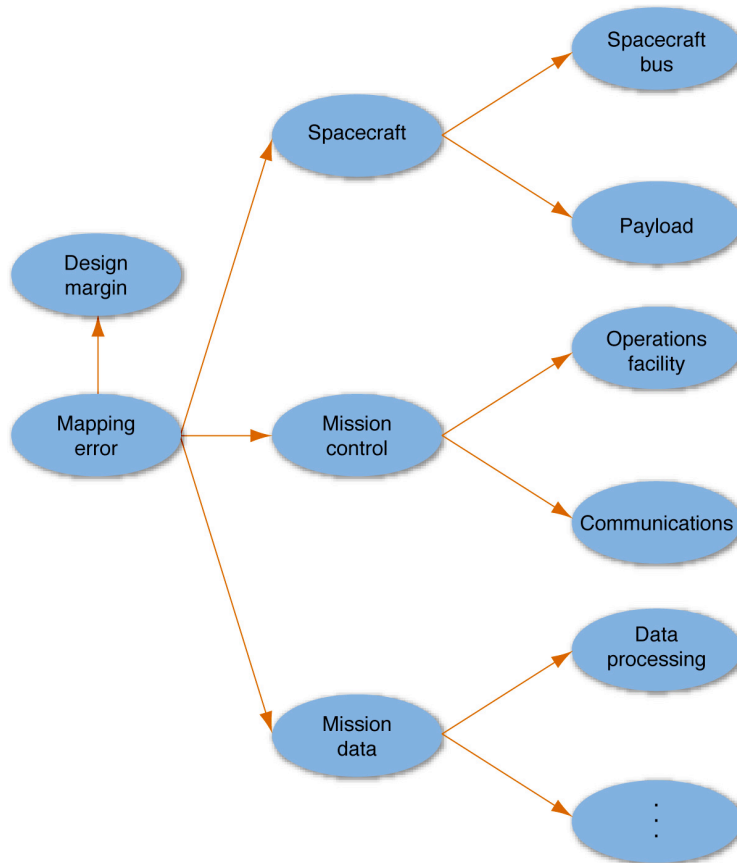 Spacecraft
bus
Spacecraft
Payload
Design
margin
Operations
facility
Mapping
error
Mission
control
Communications
Data
processing
Mission
data
.
.
.